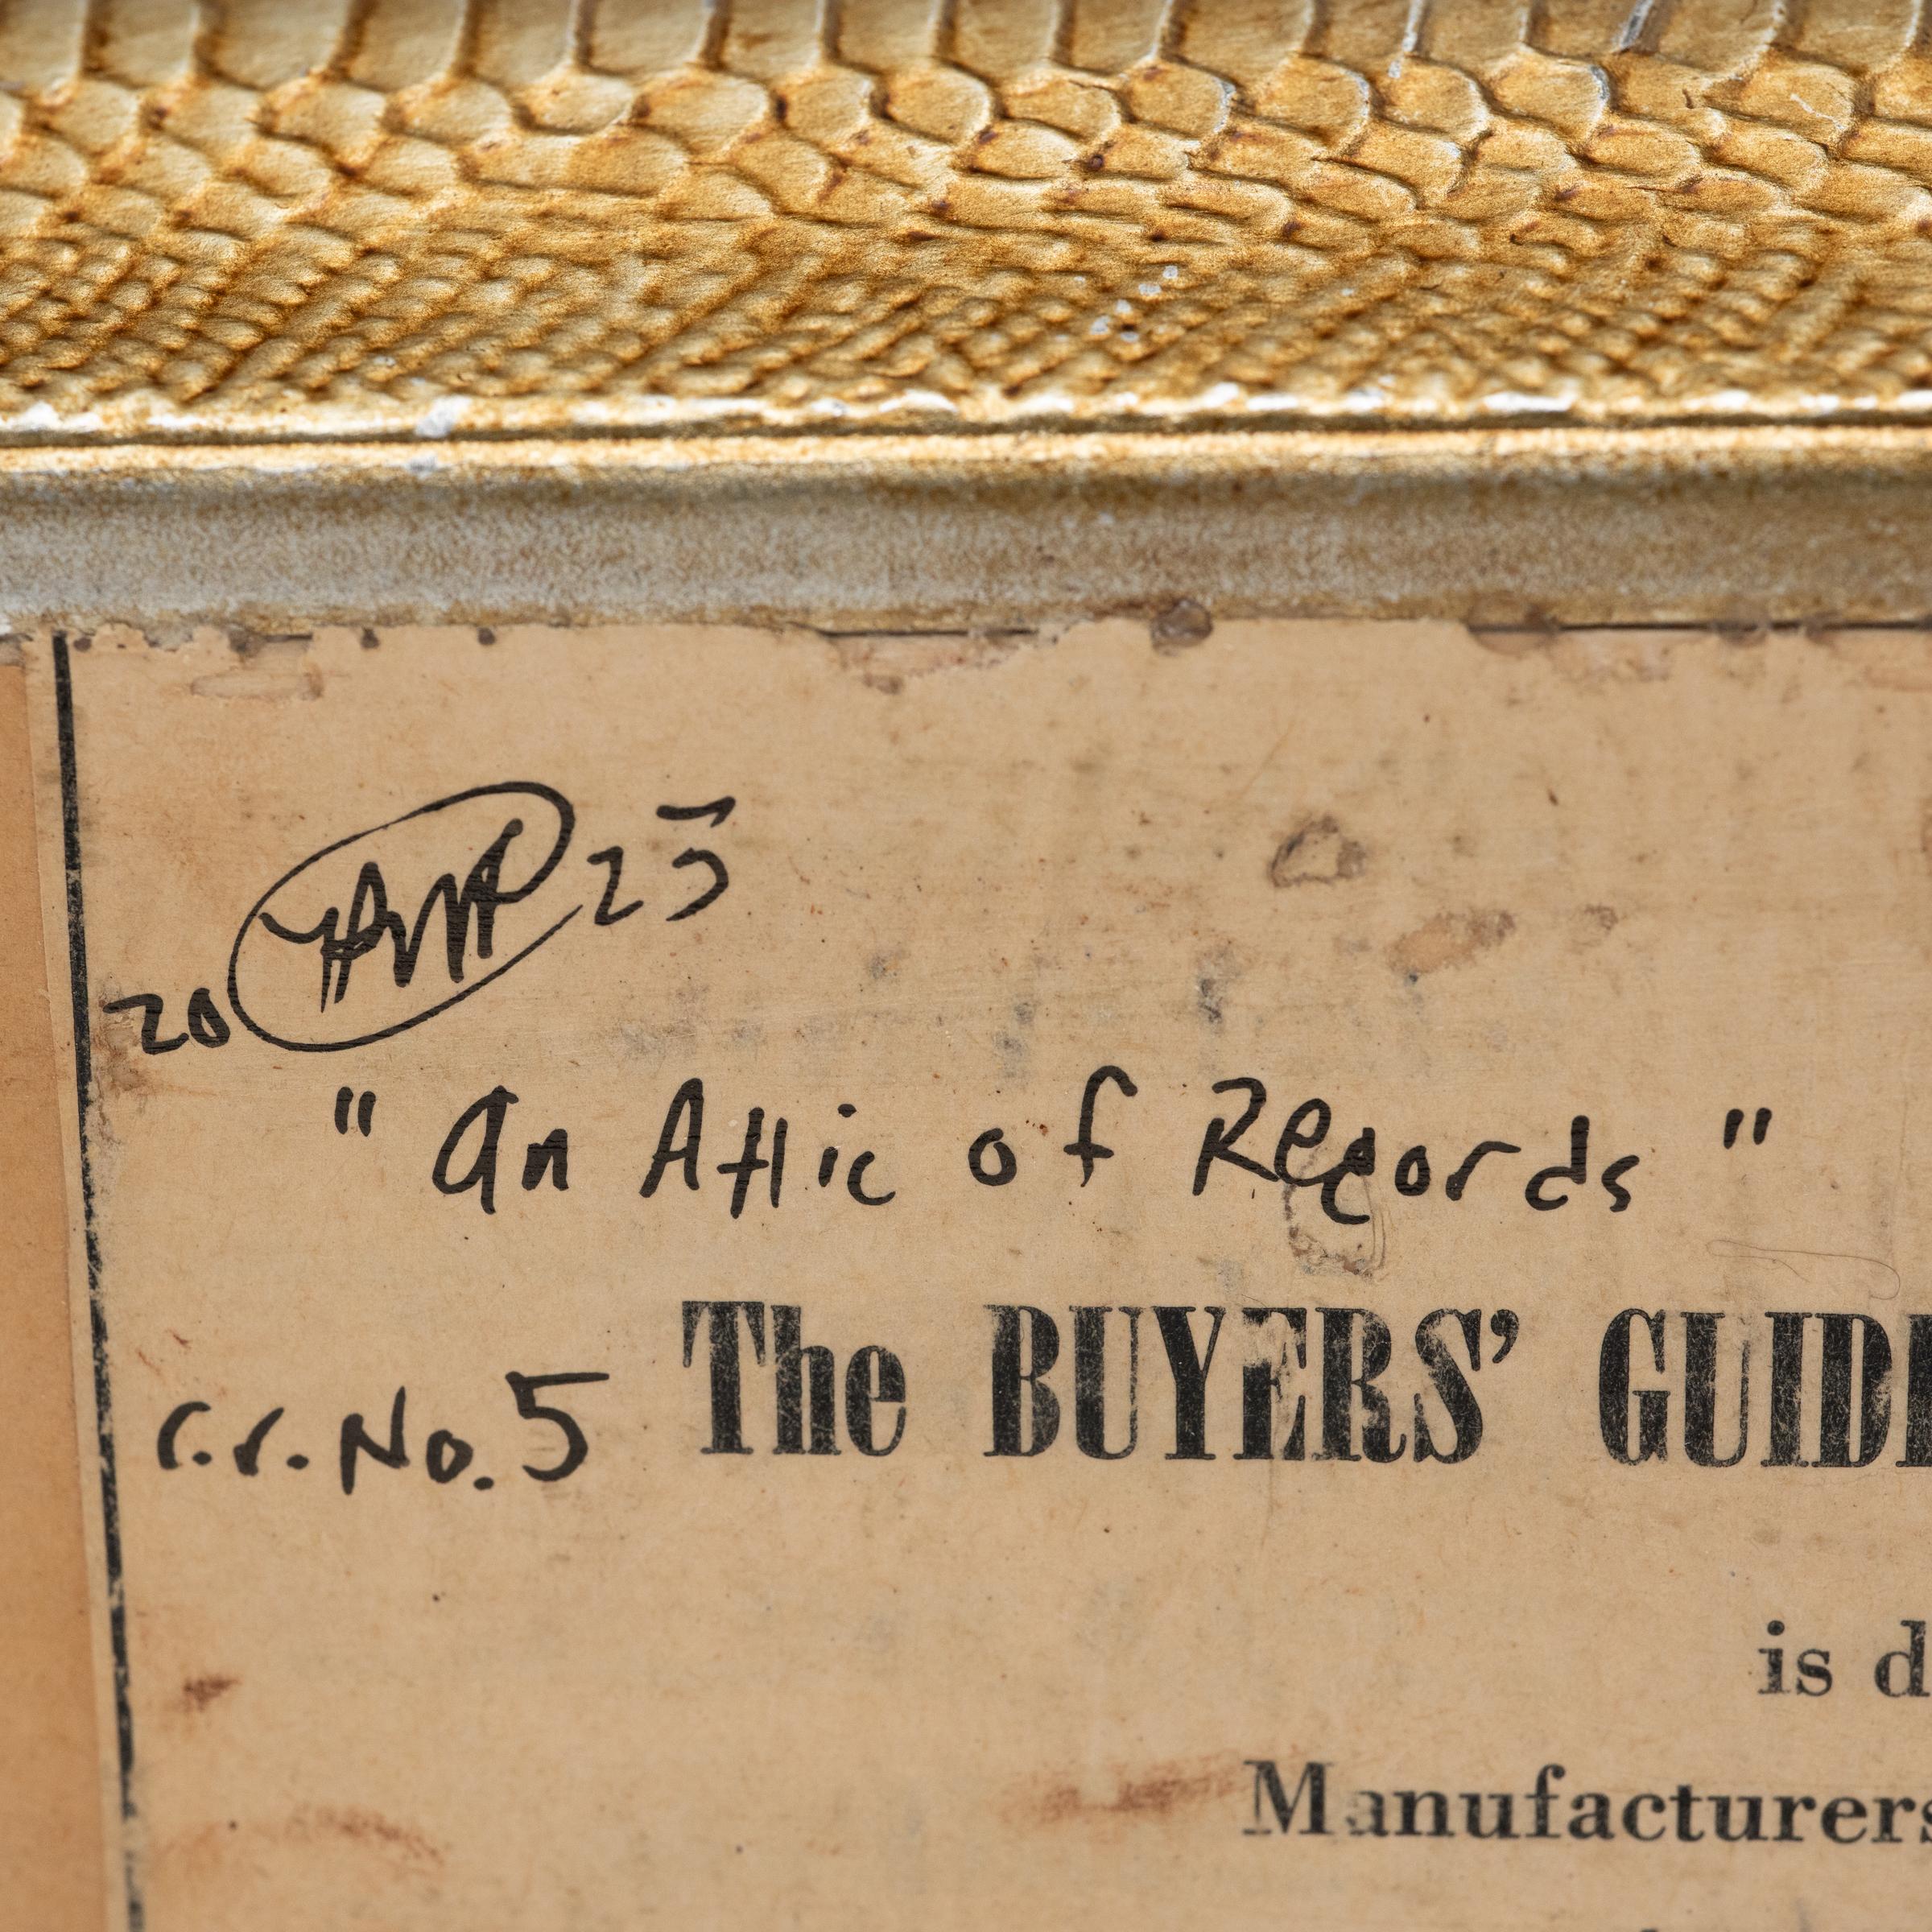 20 23
" An Attic of Records "
r.r. No. 5 The BUYERS' GUID
is d
Manufacturers